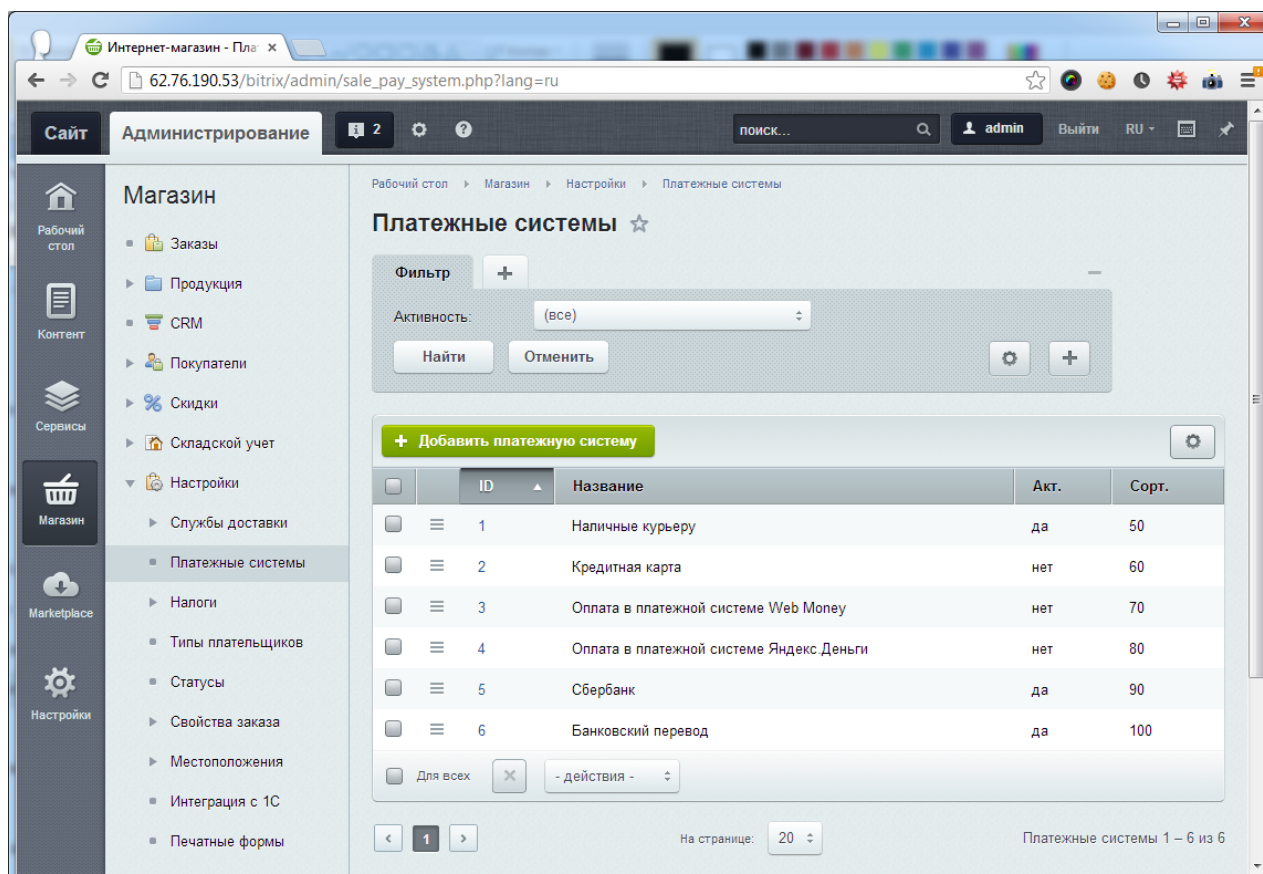 Интернет-магазин - Пла
62.76.190.53/bitrix/admin/sale_pay_system.php?lang=ru
Сайт
Администрирование
2
поиск...
admin
Выйти
RU
Рабочий стол
Контент
Сервисы
Магазин
Marketplace
Настройки
Магазин
Заказы
Продукция
CRM
Покупатели
Скидки
Складской учет
Настройки
Службы доставки
Платежные системы
Налоги
Типы плательщиков
Статусы
Свойства заказа
Местоположения
Интеграция с 1С
Печатные формы
Рабочий стол Магазин Настройки Платежные системы
Платежные системы
Фильтр
Активность: (все)
Найти Отменить
Добавить платежную систему
ID Название Акт. Сорт.
1 Наличные курьеру да 50
2 Кредитная карта нет 60
3 Оплата в платежной системе Web Money нет 70
4 Оплата в платежной системе Яндекс.Деньги нет 80
5 Сбербанк да 90
6 Банковский перевод да 100
Для всех - действия -
1 На странице: 20 Платежные системы 1 – 6 из 6